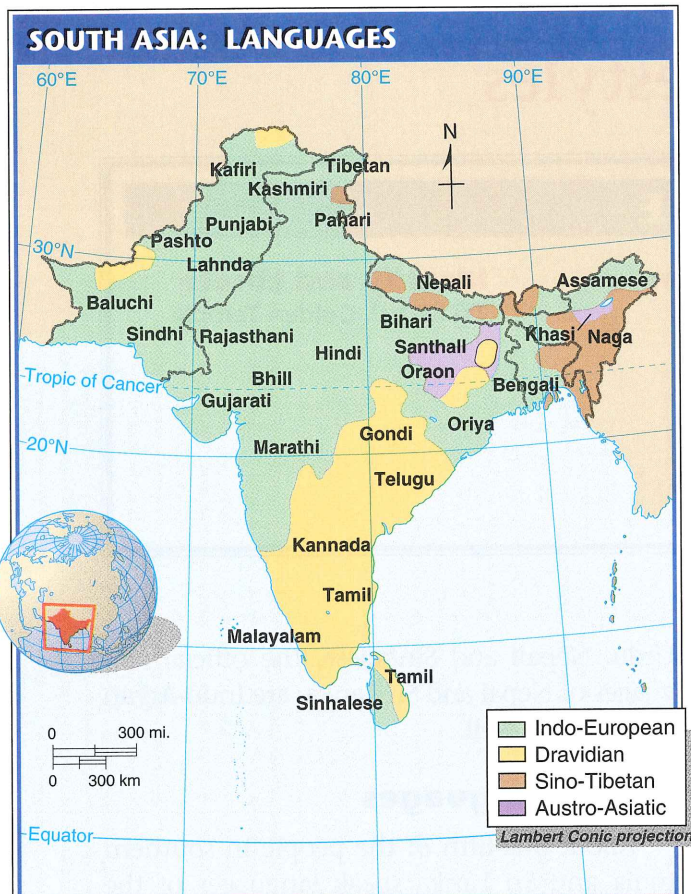 SOUTH ASIA: LANGUAGES
60°E 70°E 80°E 90°E
N
Kafiri
Tibetan
Kashmiri
Punjabi
Pahari
Pashto
30°N
Lahnda
Nepali
Assamese
Baluchi
Bihari
Sindhi
Rajasthani
Khasi
Naga
Hindi
Santhall
Oraon
Tropic of Cancer
Bhill
Bengali
Gujarati
Oriya
20°N
Marathi
Gondi
Telugu
Kannada
Tamil
Malayalam
Tamil
Sinhalese
0 300 mi.
0 300 km
Indo-European
Dravidian
Sino-Tibetan
Austro-Asiatic
Equator
Lambert Conic projection